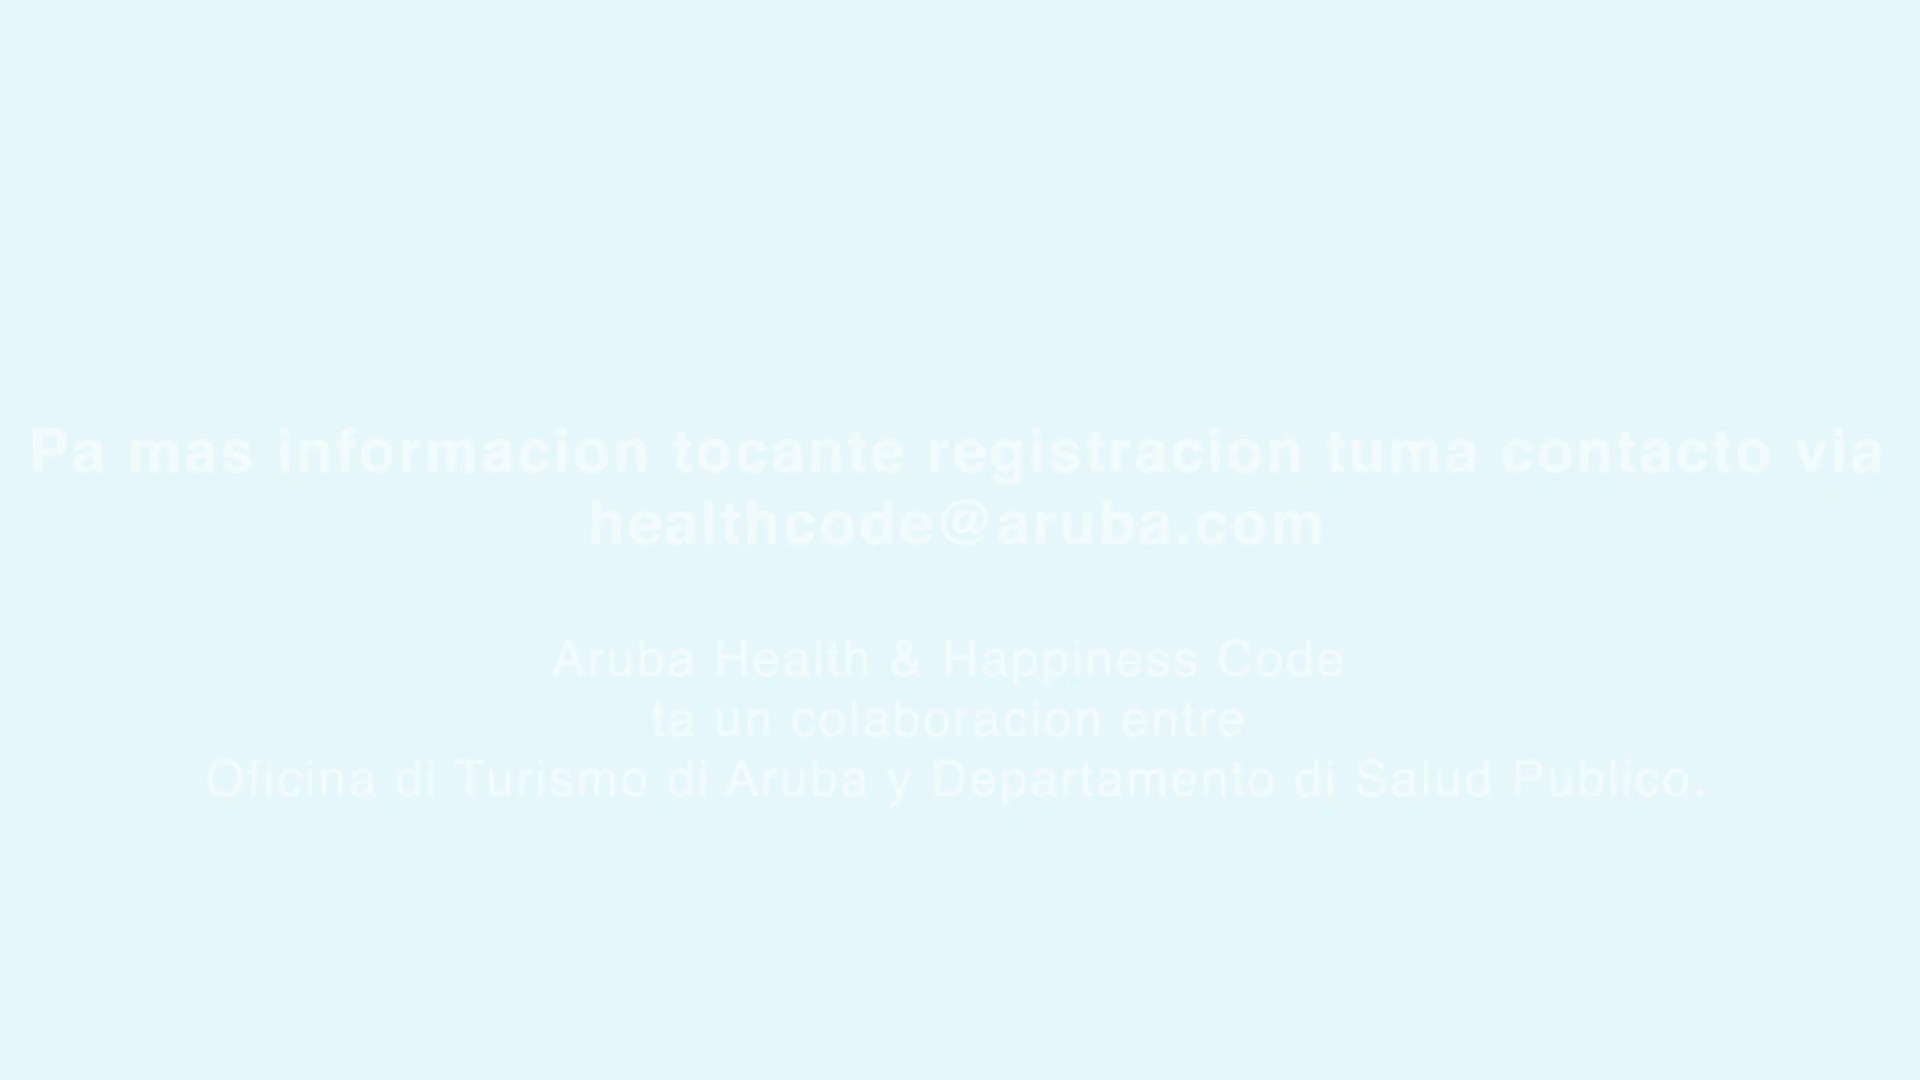 Pa mas informacion tocante registracion tuma contacto via
healthcode@aruba.com
Aruba Health & Happiness Code
ta un colaboracion entre
Oficina di Turismo di Aruba y Departamento di Salud Publico.